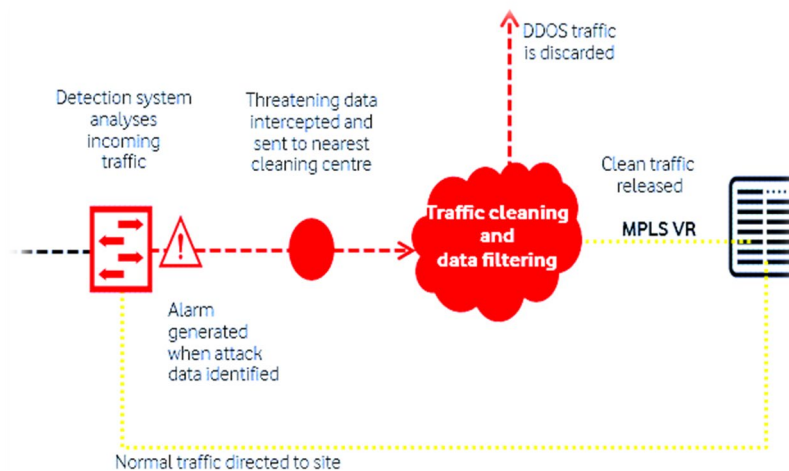 DDOS traffic
is discarded
Detection system
analyses
incoming
traffic
Threatening data
intercepted and
sent to nearest
cleaning centre
Clean traffic
released
MPLS VR
Traffic cleaning
and
data filtering
!
Alarm
generated
when attack
data identified
Normal traffic directed to site